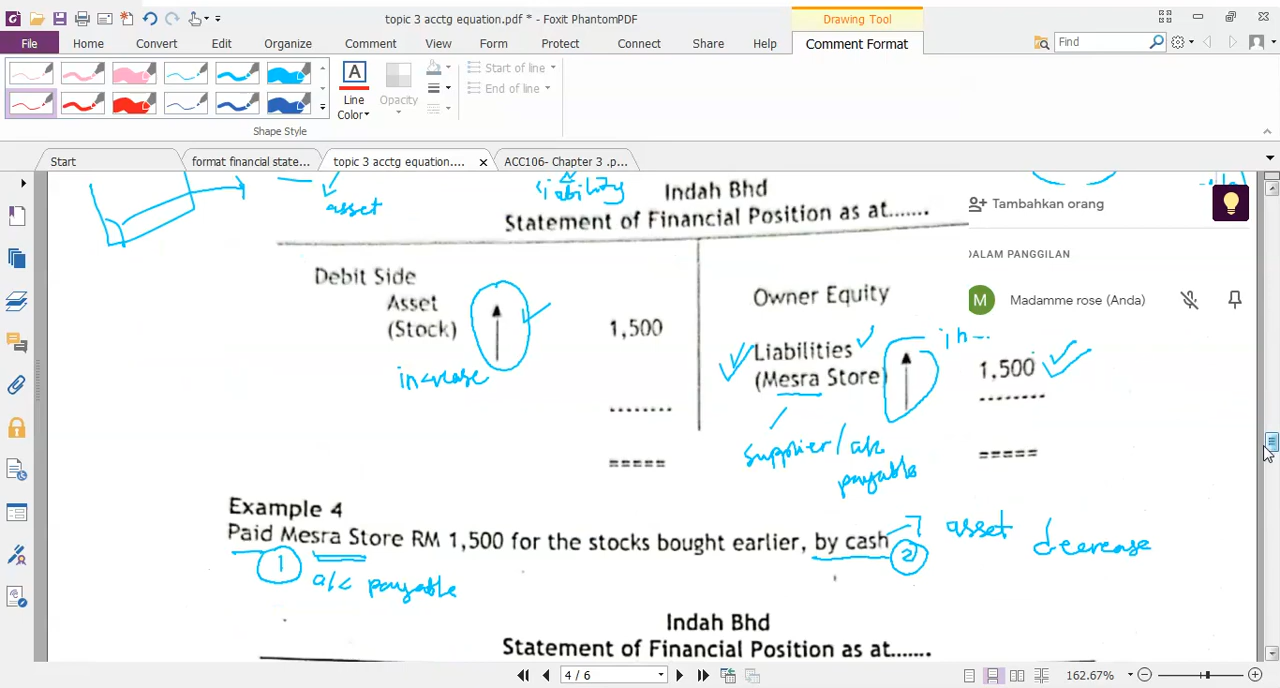 topic 3 acctg equation.pdf * - Foxit PhantomPDF
Drawing Tool
File Home Convert Edit Organize Comment View Form Protect Connect Share Help Comment Format
Find
Line
Color
Opacity
Start of line
End of line
Shape Style
Start
format financial state...
topic 3 acctg equation....
ACC106- Chapter 3 .p...
asset
liability
Indah Bhd
Statement of Financial Position as at.......
Tambahkan orang
DALAM PANGGILAN
M
Madamme rose (Anda)
Debit Side
Asset
(Stock)
1,500
increase
Owner Equity
in--
Liabilities
(Mesra Store)
1,500
........
........
=====
=====
supplier/ a/c
payable
Example 4
Paid Mesra Store RM 1,500 for the stocks bought earlier, by cash
asset decrease
1
2
a/c payable
Indah Bhd
Statement of Financial Position as at.......
4 / 6
162.67%